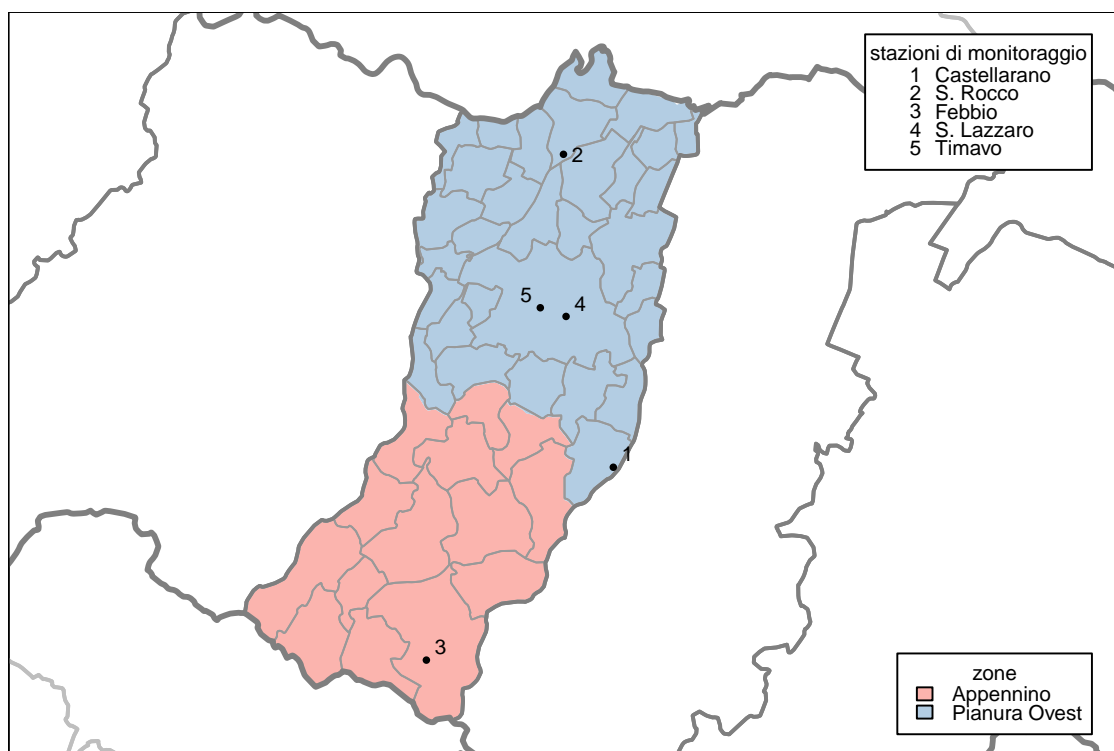 stazioni di monitoraggio
1 Castellarano
2 S. Rocco
3 Febbio
4 S. Lazzaro
5 Timavo
2
5
4
1
3
zone
Appennino
Pianura Ovest